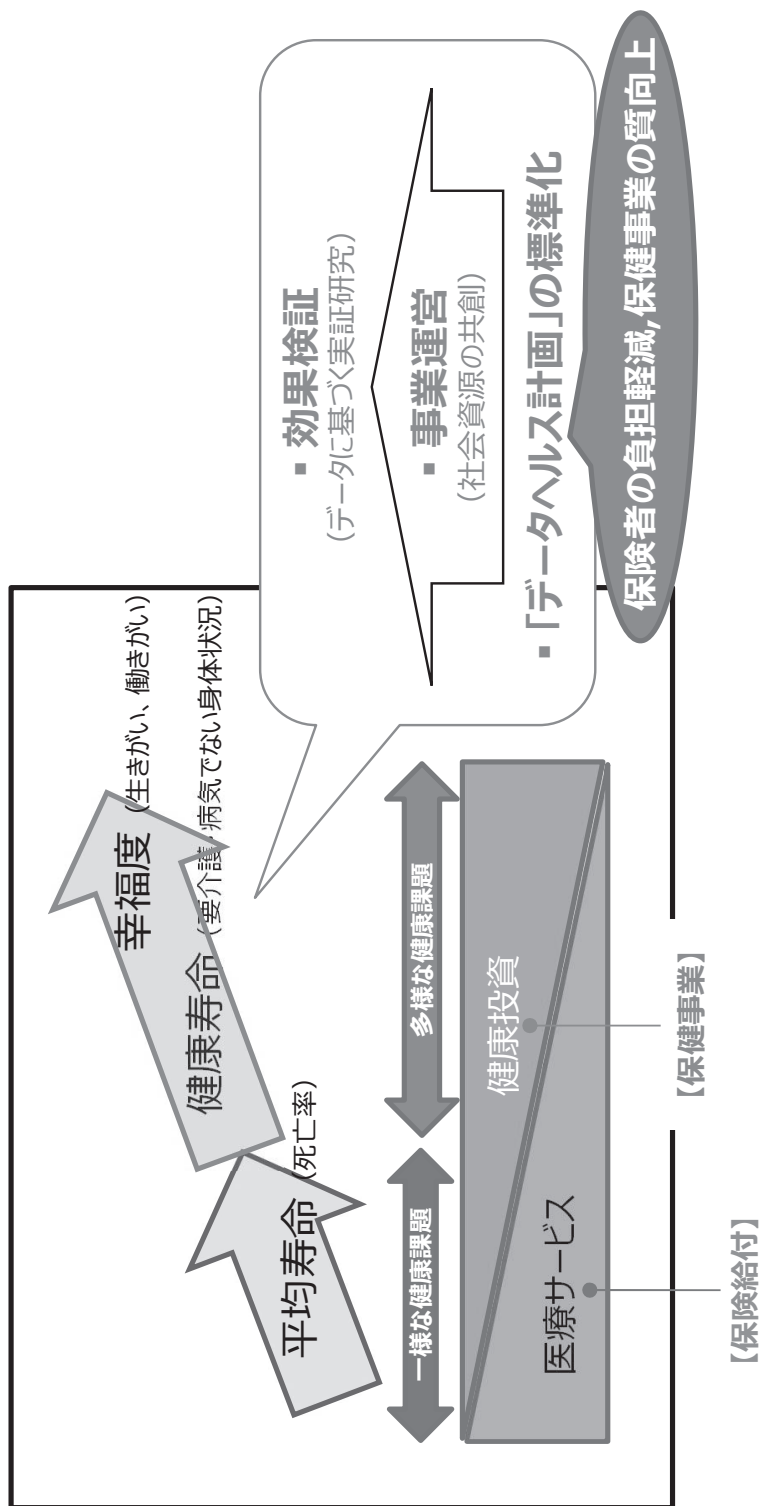 幸福度 (生きがい、働きがい)
健康寿命 (要介護・病気でない身体状況)
平均寿命 (死亡率)
一様な健康課題
多様な健康課題
健康投資
医療サービス
【保険給付】
【保健事業】
▪ 効果検証
(データに基づく実証研究)
▪ 事業運営
(社会資源の共創)
▪ 「データヘルス計画」の標準化
保険者の負担軽減,保健事業の質向上